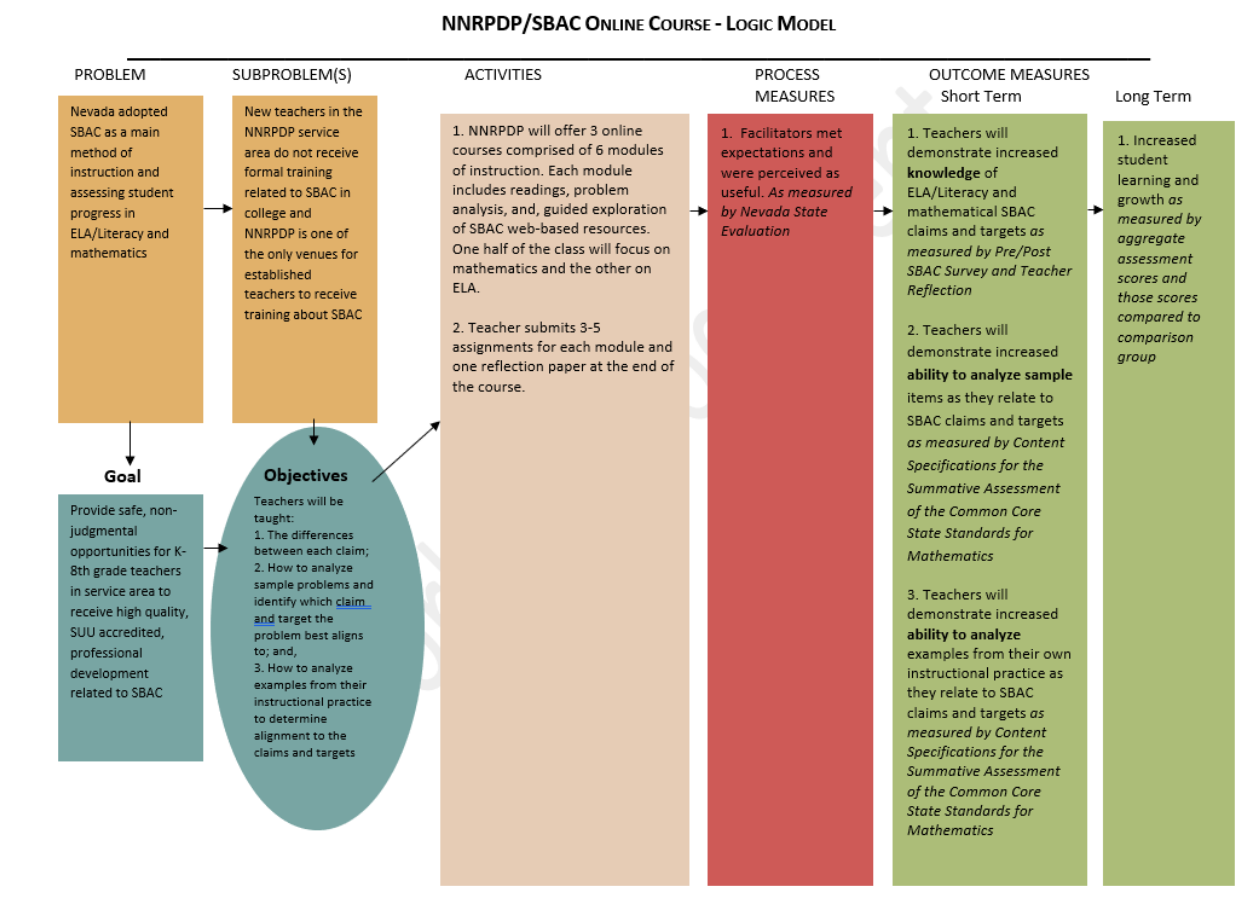 NNRPDP/SBAC ONLINE COURSE - LOGIC MODEL
PROBLEM
SUBPROBLEM(S)
ACTIVITIES
PROCESS
MEASURES
OUTCOME MEASURES
Short Term
Long Term
Nevada adopted
SBAC as a main
method of
instruction and
assessing student
progress in
ELA/Literacy and
mathematics
New teachers in the
NNRPDP service
area do not receive
formal training
related to SBAC in
college and
NNRPDP is one of
the only venues for
established
teachers to receive
training about SBAC
Goal
Provide safe, non-
judgmental
opportunities for K-
8th grade teachers
in service area to
receive high quality,
SUU accredited,
professional
development
related to SBAC
Objectives
Teachers will be
taught:
1. The differences
between each claim;
2. How to analyze
sample problems and
identify which claim
and target the
problem best aligns
to; and,
3. How to analyze
examples from their
instructional practice
to determine
alignment to the
claims and targets
1. NNRPDP will offer 3 online
courses comprised of 6 modules
of instruction. Each module
includes readings, problem
analysis, and, guided exploration
of SBAC web-based resources.
One half of the class will focus on
mathematics and the other on
ELA.
2. Teacher submits 3-5
assignments for each module and
one reflection paper at the end of
the course.
1. Facilitators met
expectations and
were perceived as
useful. As measured
by Nevada State
Evaluation
1. Teachers will
demonstrate increased
knowledge of
ELA/Literacy and
mathematical SBAC
claims and targets as
measured by Pre/Post
SBAC Survey and Teacher
Reflection
2. Teachers will
demonstrate increased
ability to analyze sample
items as they relate to
SBAC claims and targets
as measured by Content
Specifications for the
Summative Assessment
of the Common Core
State Standards for
Mathematics
3. Teachers will
demonstrate increased
ability to analyze
examples from their own
instructional practice as
they relate to SBAC
claims and targets as
measured by Content
Specifications for the
Summative Assessment
of the Common Core
State Standards for
Mathematics
1. Increased
student
learning and
growth as
measured by
aggregate
assessment
scores and
those scores
compared to
comparison
group